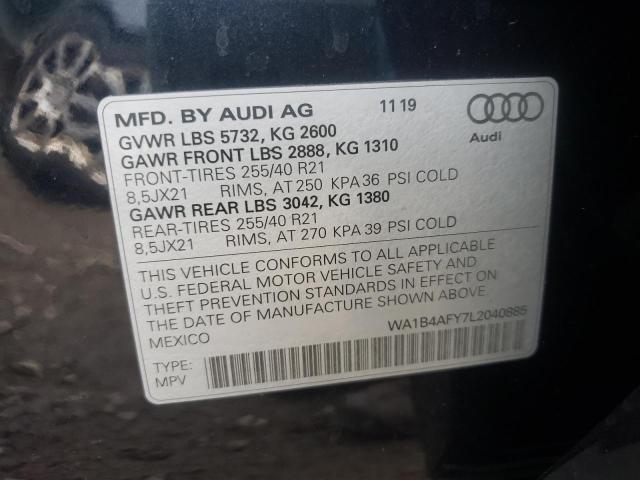 MFD. BY AUDI AG 11 19
GVWR LBS 5732, KG 2600
GAWR FRONT LBS 2888, KG 1310
FRONT-TIRES 255/40 R21
8,5JX21 RIMS, AT 250 KPA 36 PSI COLD
GAWR REAR LBS 3042, KG 1380
REAR-TIRES 255/40 R21
8,5JX21 RIMS, AT 270 KPA 39 PSI COLD
Audi
THIS VEHICLE CONFORMS TO ALL APPLICABLE
U.S. FEDERAL MOTOR VEHICLE SAFETY AND
THEFT PREVENTION STANDARDS IN EFFECT ON
THE DATE OF MANUFACTURE SHOWN ABOVE.
MEXICO WA1B4AFY7L2040885
TYPE:
MPV